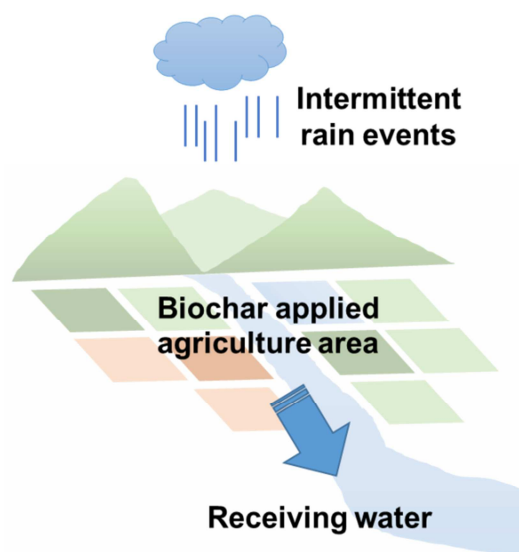 Intermittent
rain events
Biochar applied
agriculture area
Receiving water